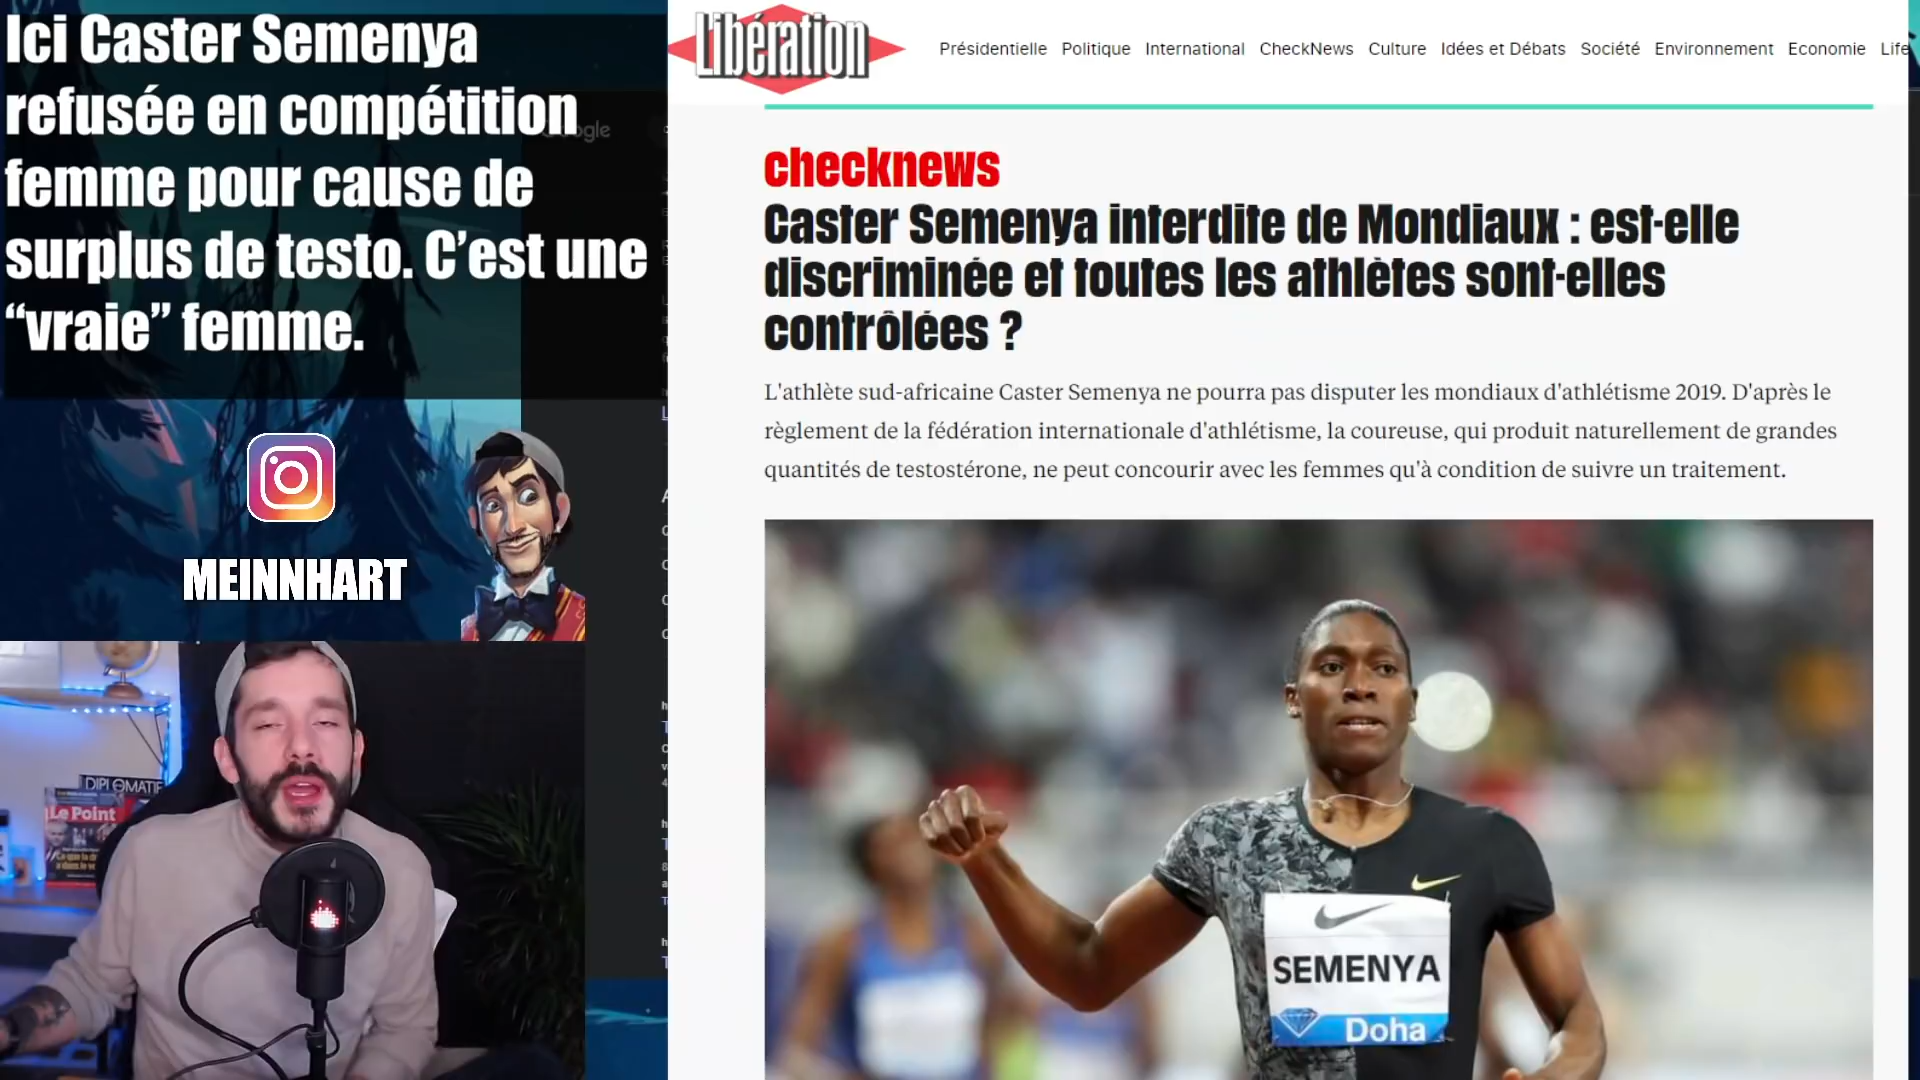 Ici Caster Semenya
refusée en compétition
femme pour cause de
surplus de testo. C’est une
“vraie” femme.
MEINNHART
DIPLOMATIE
Le Point
Libération
Présidentielle Politique International CheckNews Culture Idées et Débats Société Environnement Economie Life
checknews
Caster Semenya interdite de Mondiaux : est-elle
discriminée et toutes les athlètes sont-elles
contrôlées ?
L'athlète sud-africaine Caster Semenya ne pourra pas disputer les mondiaux d'athlétisme 2019. D'après le
règlement de la fédération internationale d'athlétisme, la coureuse, qui produit naturellement de grandes
quantités de testostérone, ne peut concourir avec les femmes qu'à condition de suivre un traitement.
SEMENYA
Doha